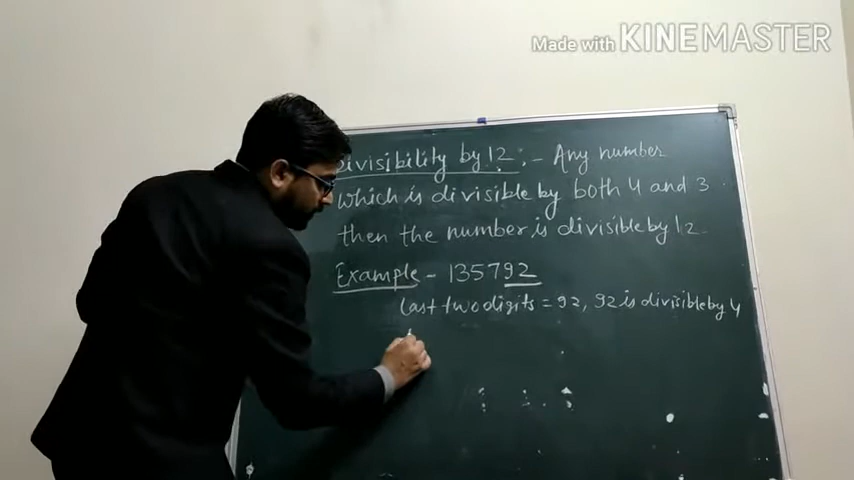 Made with KINEMASTER
Divisibility by 12 :- Any number
which is divisible by both 4 and 3
then the number is divisible by 12.
Example - 135792
Last two digits = 92, 92 is divisible by 4